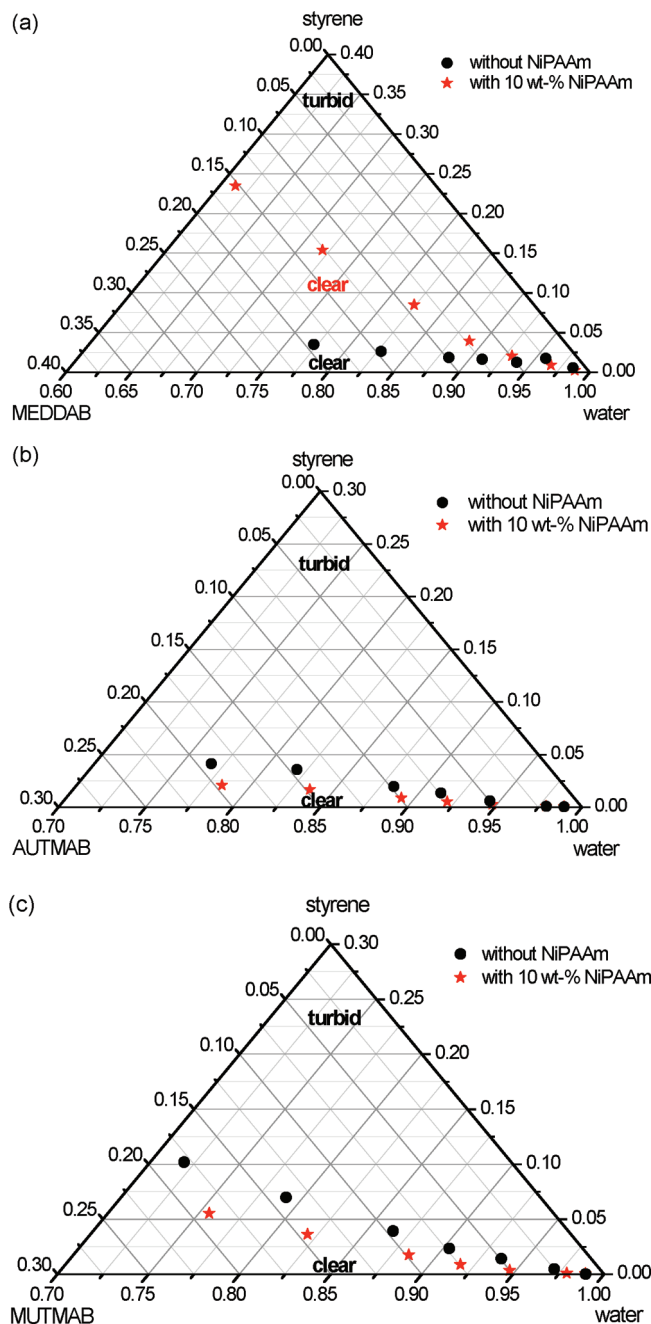 (a)
styrene
0.00 0.40
without NiPAAm
with 10 wt-% NiPAAm
0.05 turbid 0.35
0.10 0.30
0.15 0.25
0.20 0.20
0.25 0.15
0.30 clear 0.10
0.35 0.05
0.40 clear 0.00
0.60 0.65 0.70 0.75 0.80 0.85 0.90 0.95 1.00
MEDDAB water
(b)
styrene
0.00 0.30
without NiPAAm
with 10 wt-% NiPAAm
0.05 turbid 0.25
0.10 0.20
0.15 0.15
0.20 0.10
0.25 0.05
0.30 clear 0.00
0.70 0.75 0.80 0.85 0.90 0.95 1.00
AUTMAB water
(c)
styrene
0.00 0.30
without NiPAAm
with 10 wt-% NiPAAm
0.05 turbid 0.25
0.10 0.20
0.15 0.15
0.20 0.10
0.25 0.05
0.30 clear 0.00
0.70 0.75 0.80 0.85 0.90 0.95 1.00
MUTMAB water